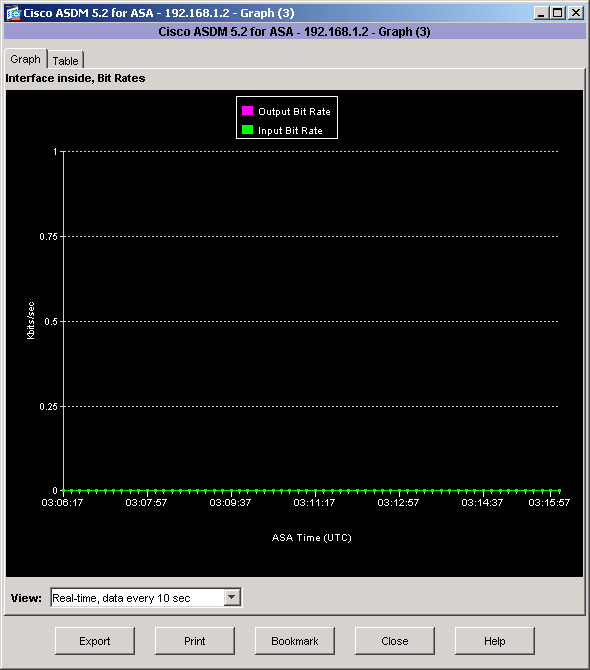 Cisco ASDM 5.2 for ASA - 192.168.1.2 - Graph (3)
Cisco ASDM 5.2 for ASA - 192.168.1.2 - Graph (3)
Graph Table
Interface inside, Bit Rates
Output Bit Rate
Input Bit Rate
1
0.75
Kbits/sec
0.5
0.25
0
03:06:17 03:07:57 03:09:37 03:11:17 03:12:57 03:14:37 03:15:57
ASA Time (UTC)
View: Real-time, data every 10 sec
Export Print Bookmark Close Help